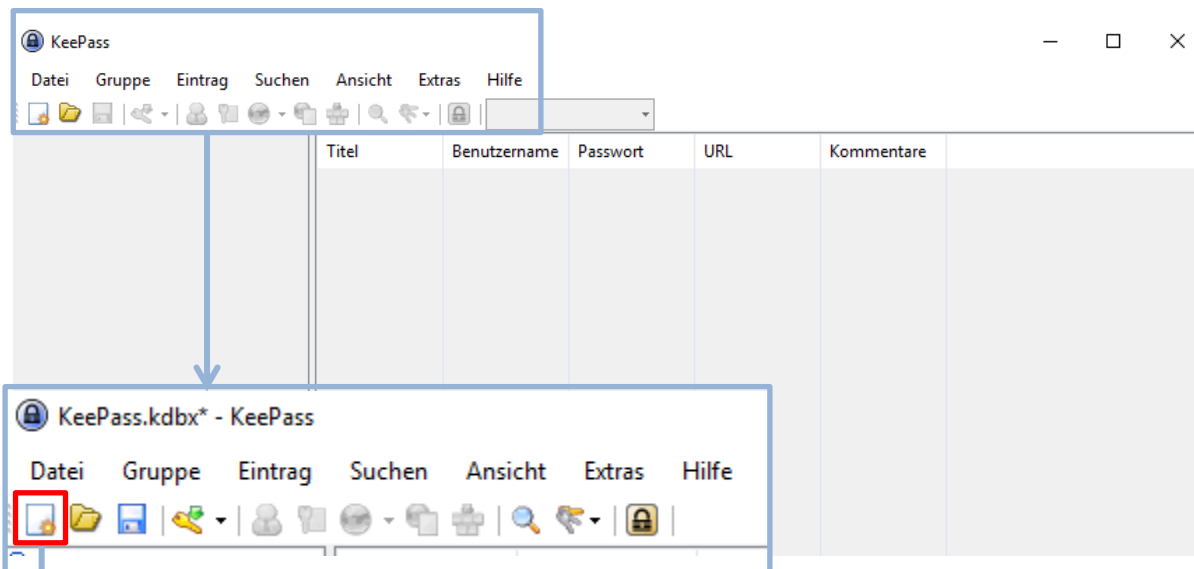 KeePass
Datei Gruppe Eintrag Suchen Ansicht Extras Hilfe
Titel Benutzername Passwort URL Kommentare
KeePass.kdbx* - KeePass
Datei Gruppe Eintrag Suchen Ansicht Extras Hilfe